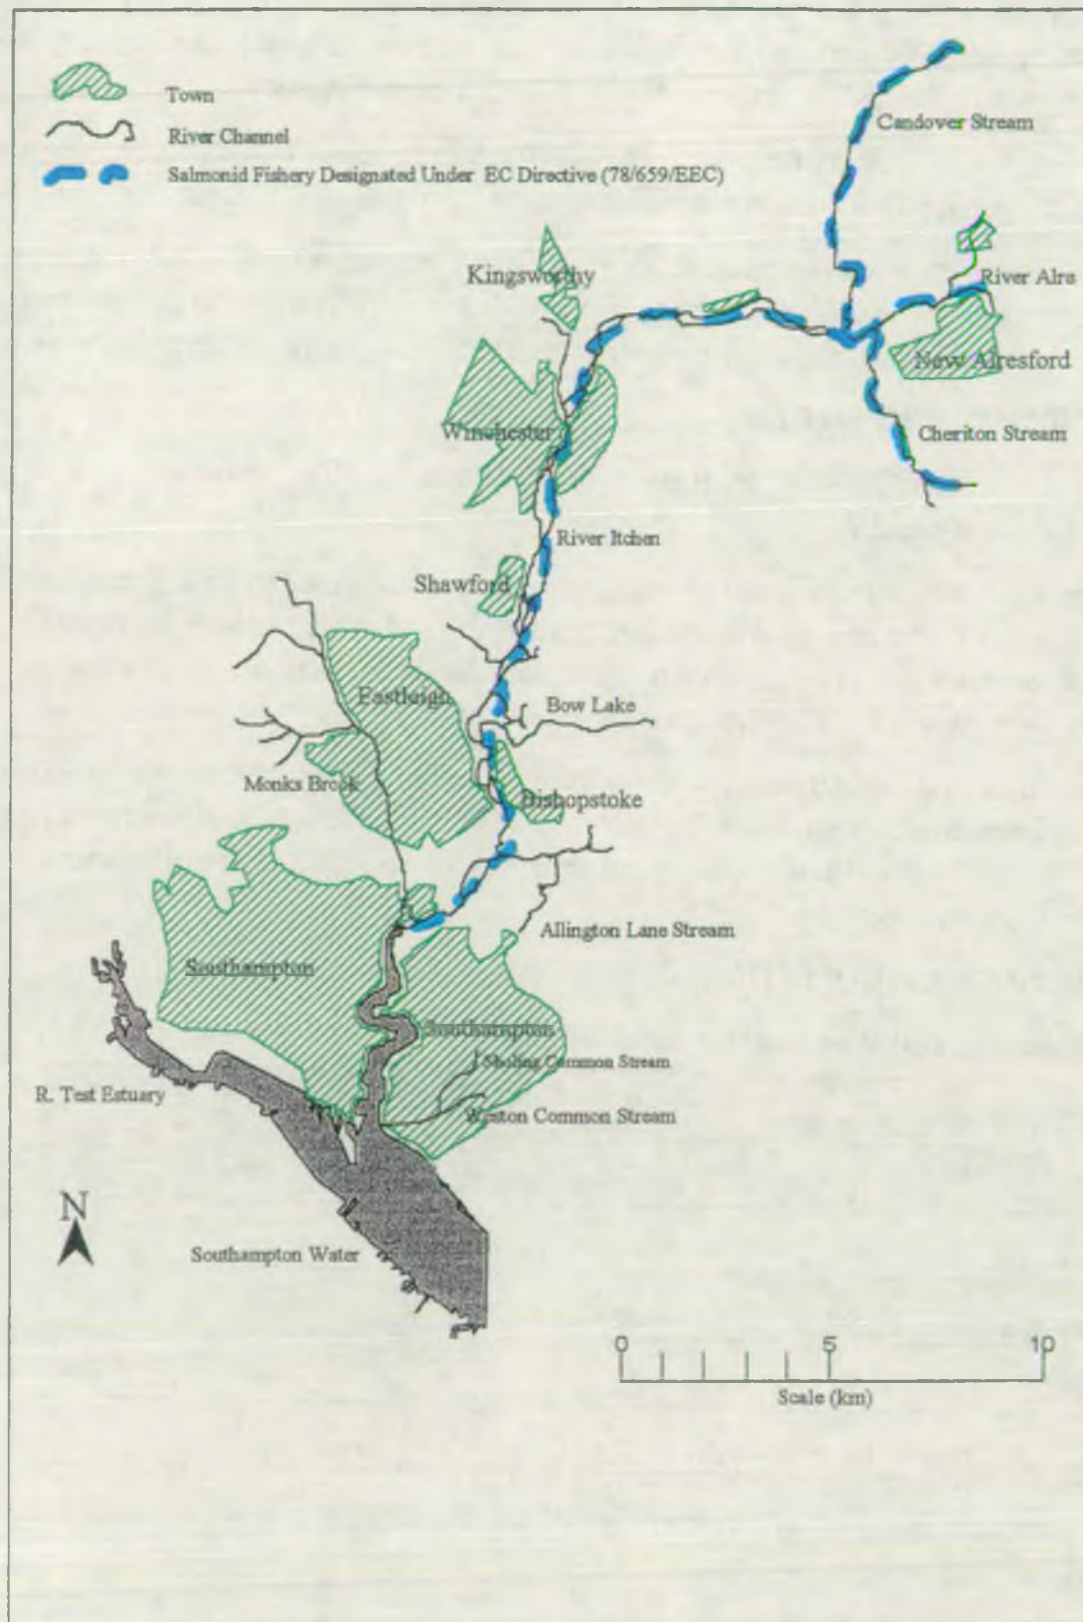 Town
River Channel
Salmonid Fishery Designated Under EC Directive (78/659/EEC)
Candover Stream
Kingsworthy
River Alre
New Alresford
Winchester
Cheriton Stream
River Itchen
Shawford
Eastleigh
Bow Lake
Monks Brook
Bishopstoke
Allington Lane Stream
Southampton
Southampton
Sholing Common Stream
R. Test Estuary
Weston Common Stream
N
Southampton Water
0 5 10
Scale (km)